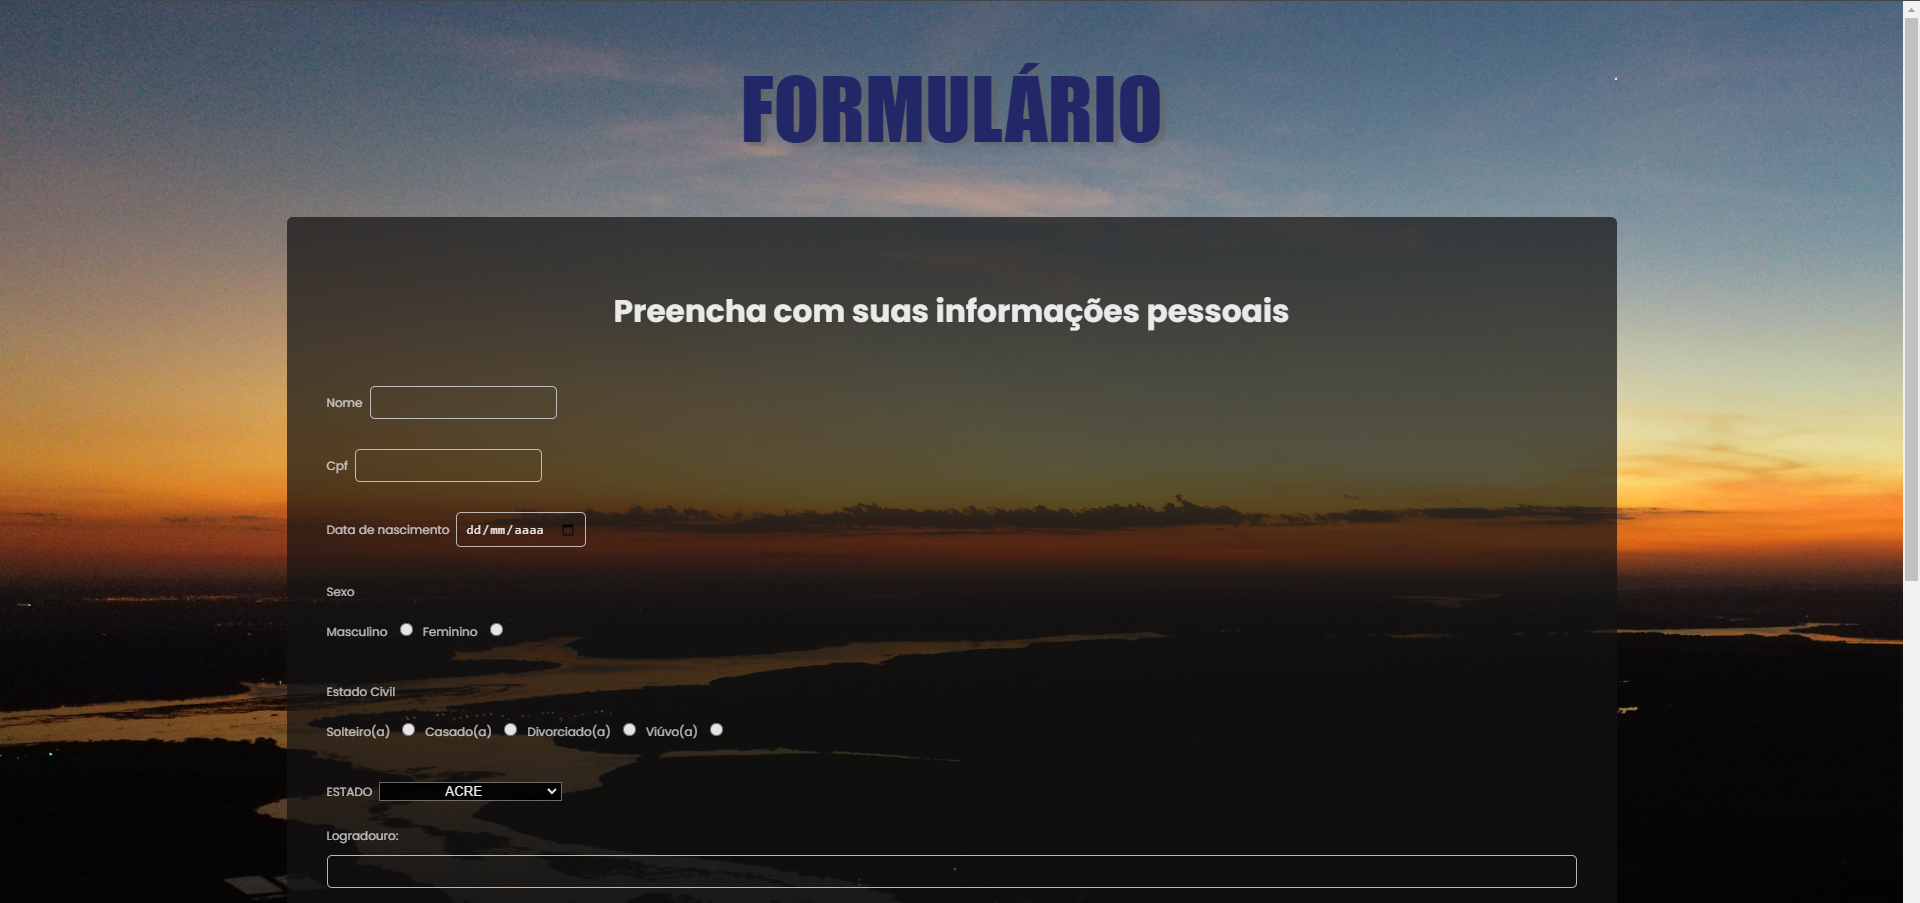 FORMULÁRIO
Preencha com suas informações pessoais
Nome
Cpf
Data de nascimento dd/mm/aaaa
Sexo
Masculino Feminino
Estado Civil
Solteiro(a) Casado(a) Divorciado(a) Viúvo(a)
ESTADO ACRE
Logradouro: